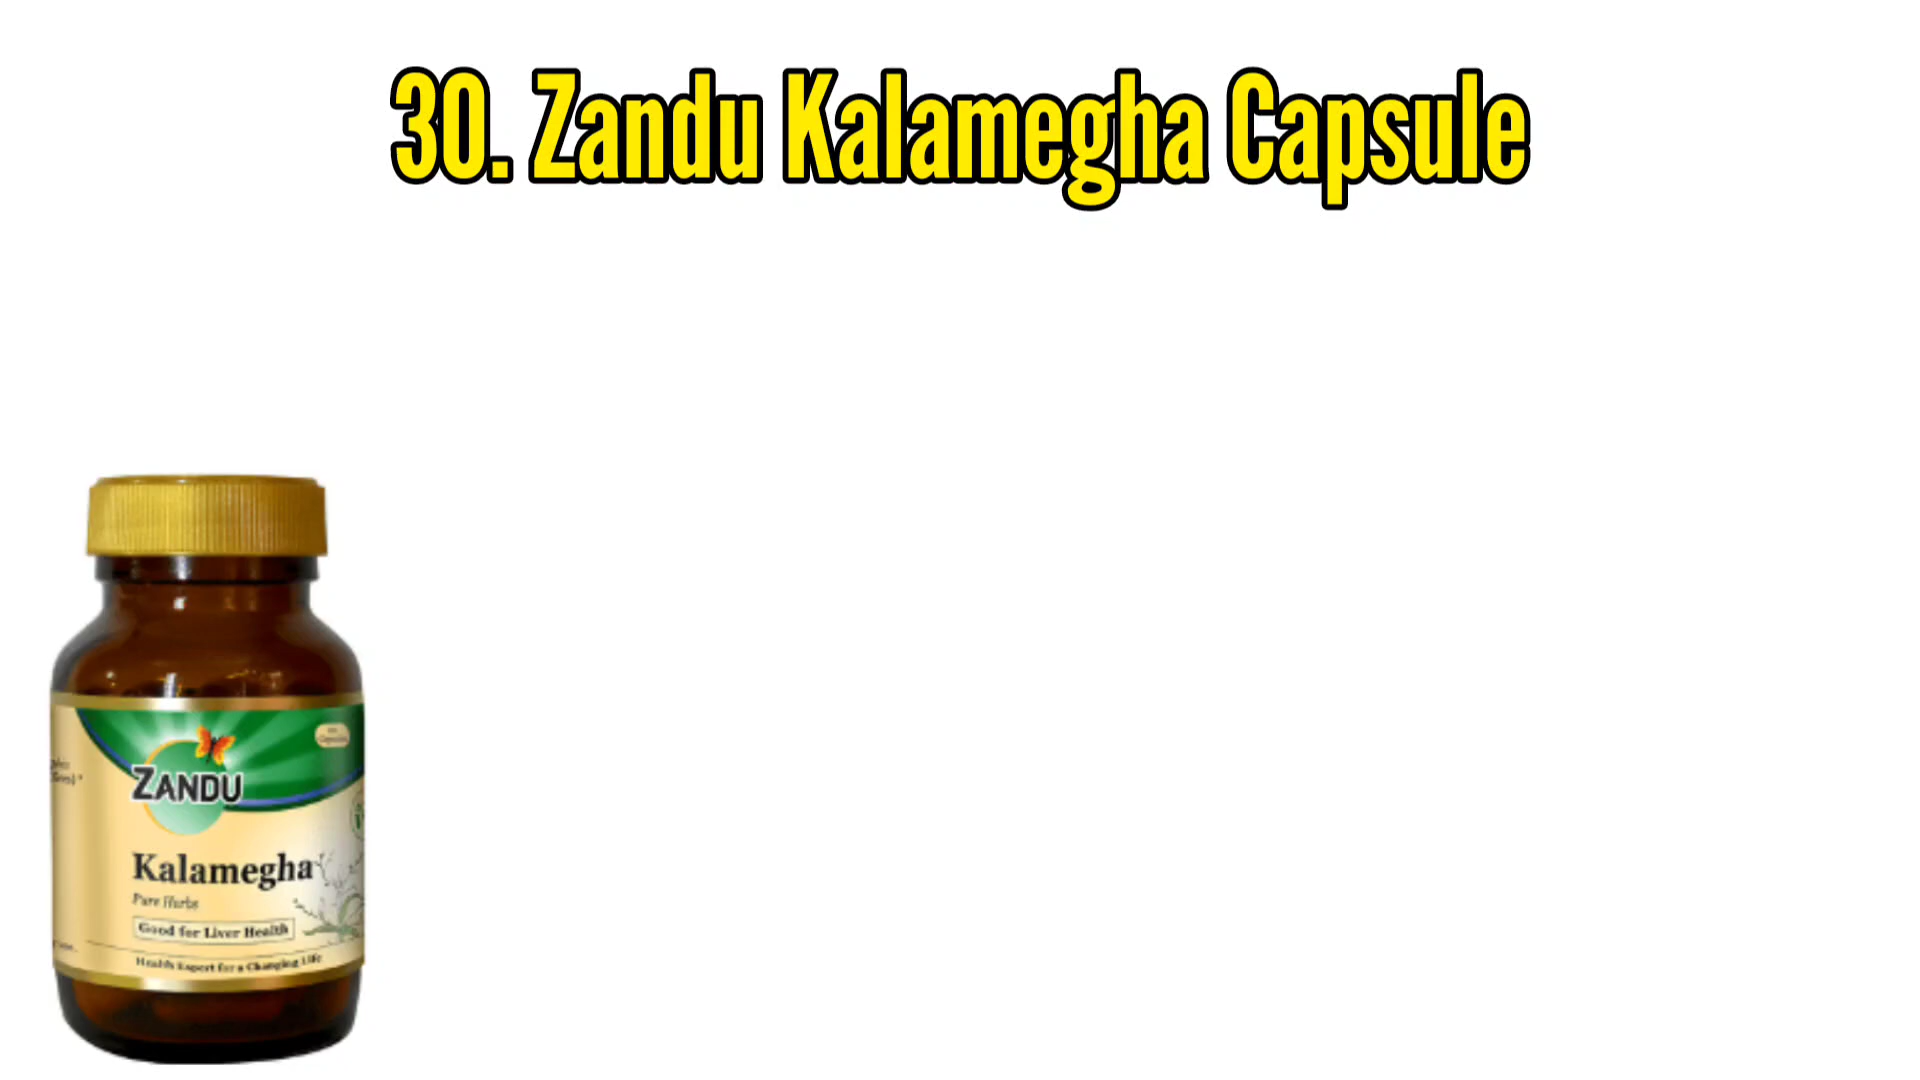 30. Zandu Kalamegha Capsule
ZANDU
Kalamegha
Pure Herbs
Good for Liver Health
Health Expert for a Changing Life